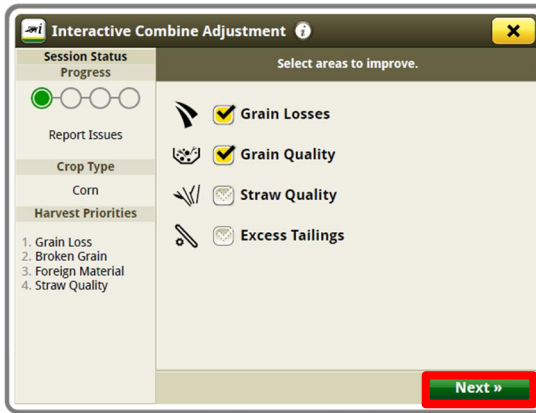 Interactive Combine Adjustment i
Session Status
Progress
Report Issues
Crop Type
Corn
Harvest Priorities
1. Grain Loss
2. Broken Grain
3. Foreign Material
4. Straw Quality
Select areas to improve.
Grain Losses
Grain Quality
Straw Quality
Excess Tailings
Next »